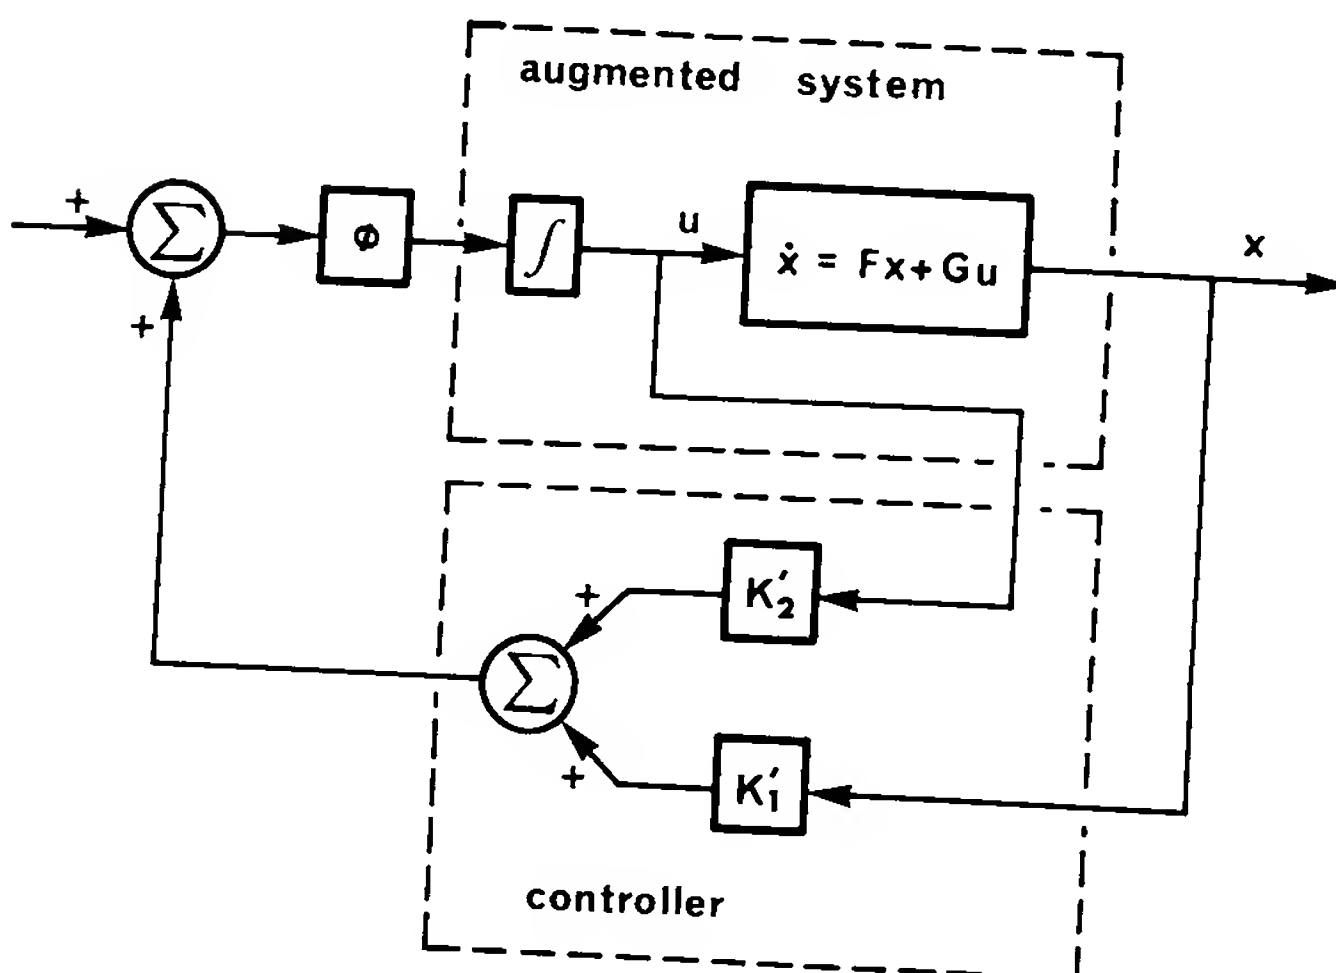 augmented system
+
Σ
ϕ
∫
u
ẋ = Fx+Gu
x
+
K′₂
+
Σ
K′₁
+
controller